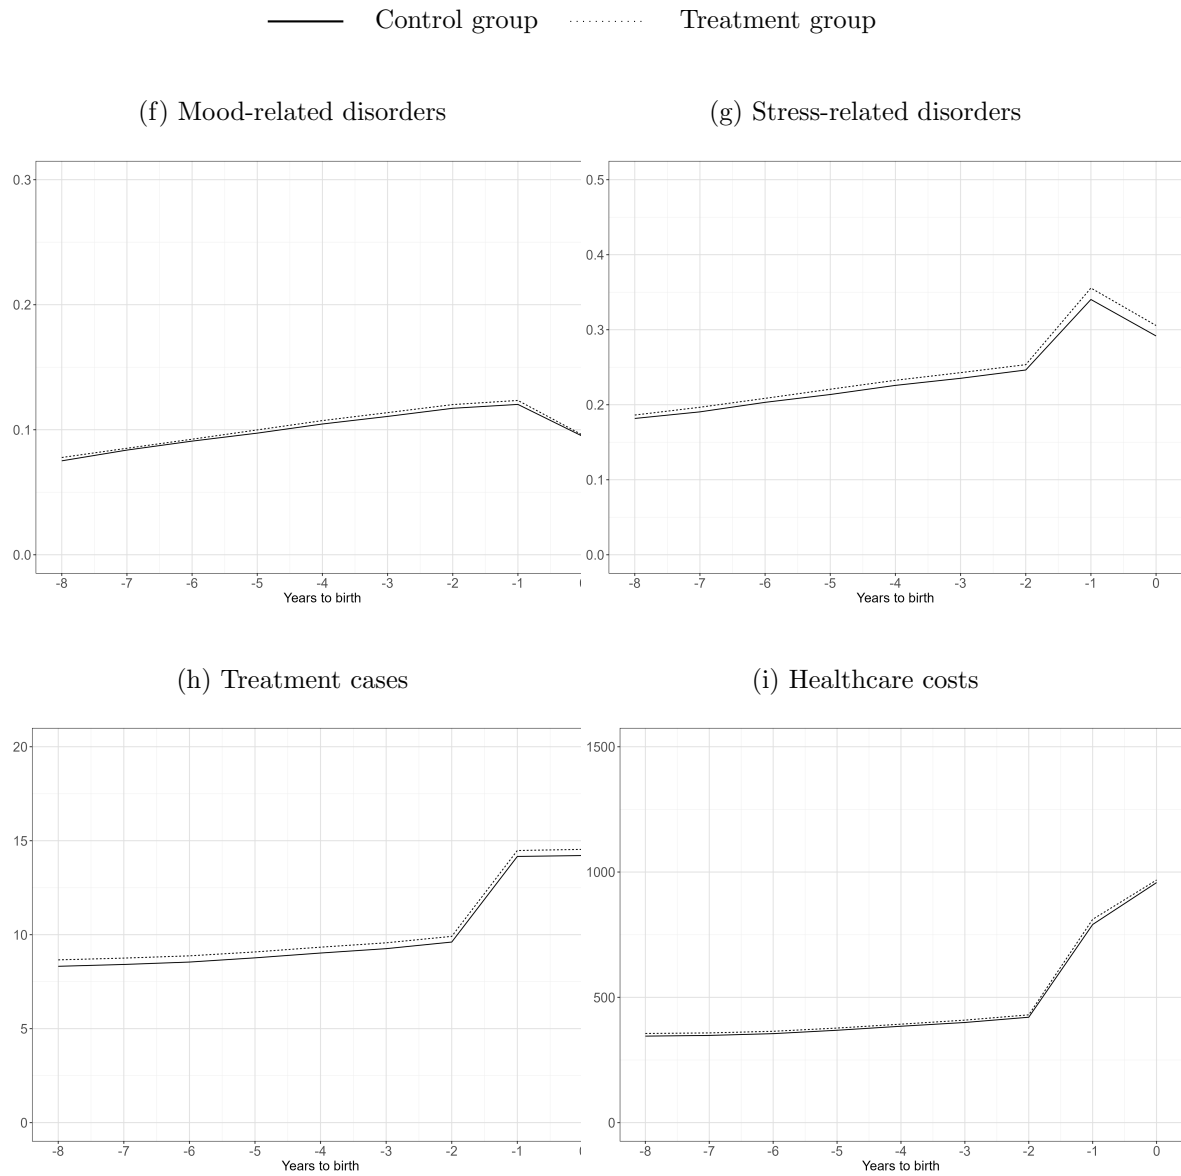 Control group Treatment group
(f) Mood-related disorders
(g) Stress-related disorders
0.3
0.2
0.1
0.0
-8 -7 -6 -5 -4 -3 -2 -1
Years to birth
0.5
0.4
0.3
0.2
0.1
0.0
-8 -7 -6 -5 -4 -3 -2 -1 0
Years to birth
(h) Treatment cases
(i) Healthcare costs
20
15
10
5
0
-8 -7 -6 -5 -4 -3 -2 -1
Years to birth
1500
1000
500
0
-8 -7 -6 -5 -4 -3 -2 -1 0
Years to birth